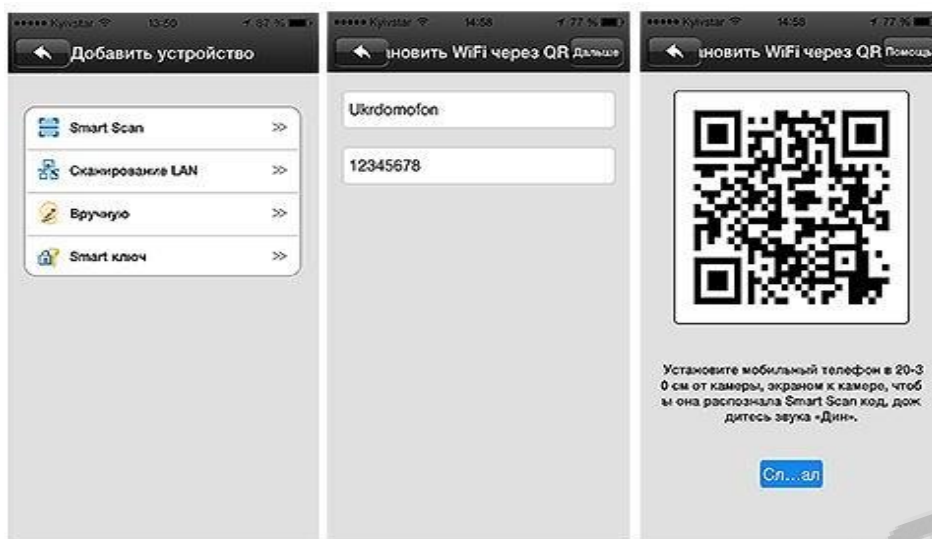 Kyivstar 13:50 87 %
Добавить устройство
Smart Scan >>
Сканирование LAN >>
Вручную >>
Smart ключ >>
Kyivstar 14:58 77 %
новить WiFi через QR Дальше
Ukrdomofon
12345678
Kyivstar 14:58 77 %
новить WiFi через QR Помощь
Установите мобильный телефон в 20-3
0 см от камеры, экраном к камере, чтоб
ы она распознала Smart Scan код, дож
дитесь звука «Дин».
Сл...ал